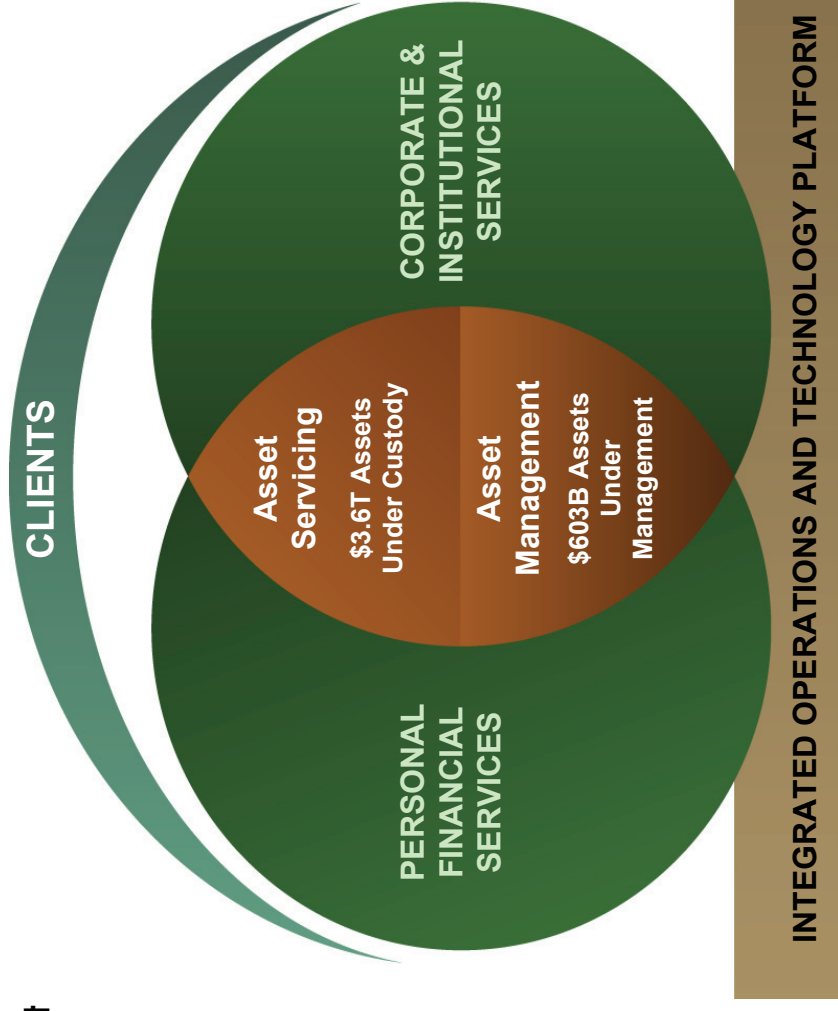 CLIENTS
PERSONAL
FINANCIAL
SERVICES
Asset
Servicing
$3.6T Assets
Under Custody
Asset
Management
$603B Assets
Under
Management
CORPORATE &
INSTITUTIONAL
SERVICES
INTEGRATED OPERATIONS AND TECHNOLOGY PLATFORM